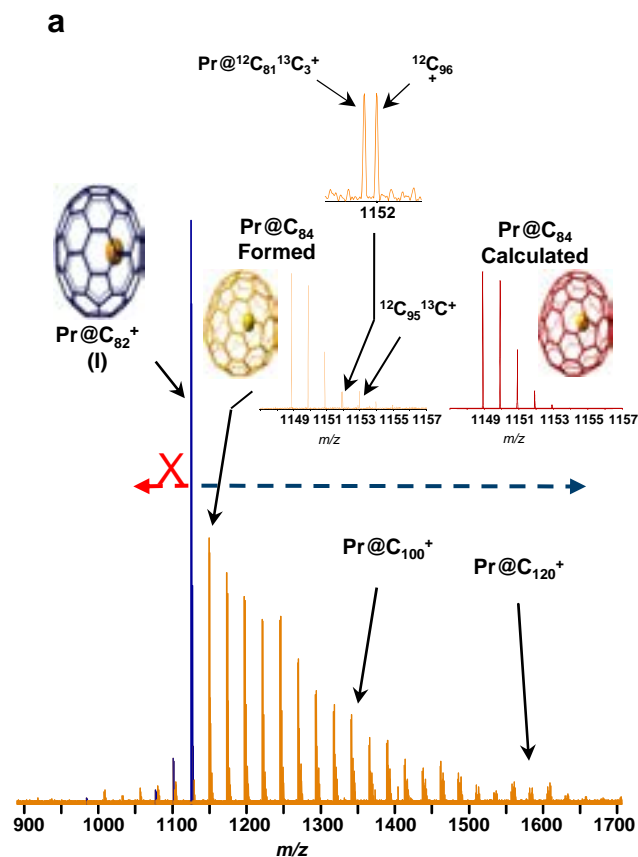 a
Pr@¹²C₈₁¹³C₃⁺
¹²C₉₆
+
1152
Pr@C₈₄
Formed
Pr@C₈₄
Calculated
¹²C₉₅¹³C⁺
Pr@C₈₂⁺
(I)
1149 1151 1153 1155 1157
m/z
1149 1151 1153 1155 1157
m/z
X
Pr@C₁₀₀⁺
Pr@C₁₂₀⁺
900 1000 1100 1200 1300 1400 1500 1600 1700
m/z